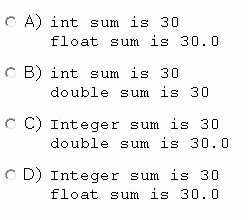 A) int sum is 30
float sum is 30.0
B) int sum is 30
double sum is 30
C) Integer sum is 30
double sum is 30.0
D) Integer sum is 30
float sum is 30.0